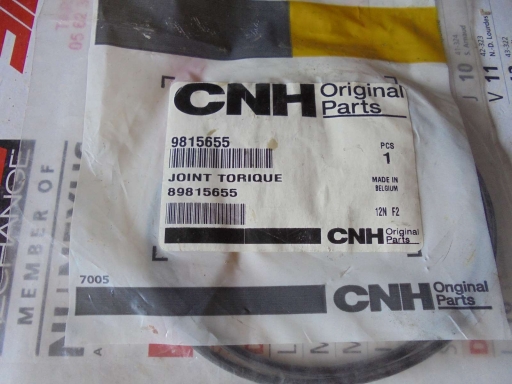 CNH Original Parts
9815655
PCS
1
JOINT TORIQUE
89815655
MADE IN
BELGIUM
12N F2
CNH Original Parts
7005
CNH Original Parts
MEMBER OF
J 10
V 11 N. D. Lourdes